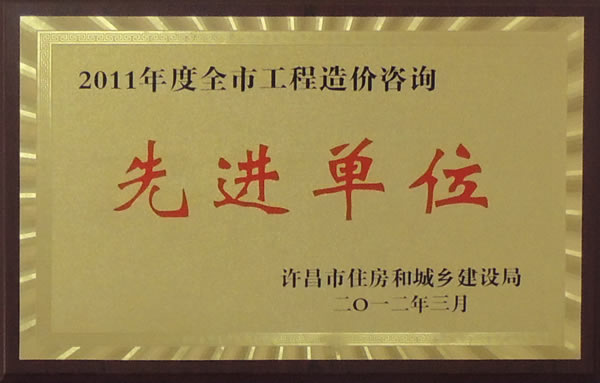 2011年度全市工程造价咨询
先进单位
许昌市住房和城乡建设局
二〇一二年三月